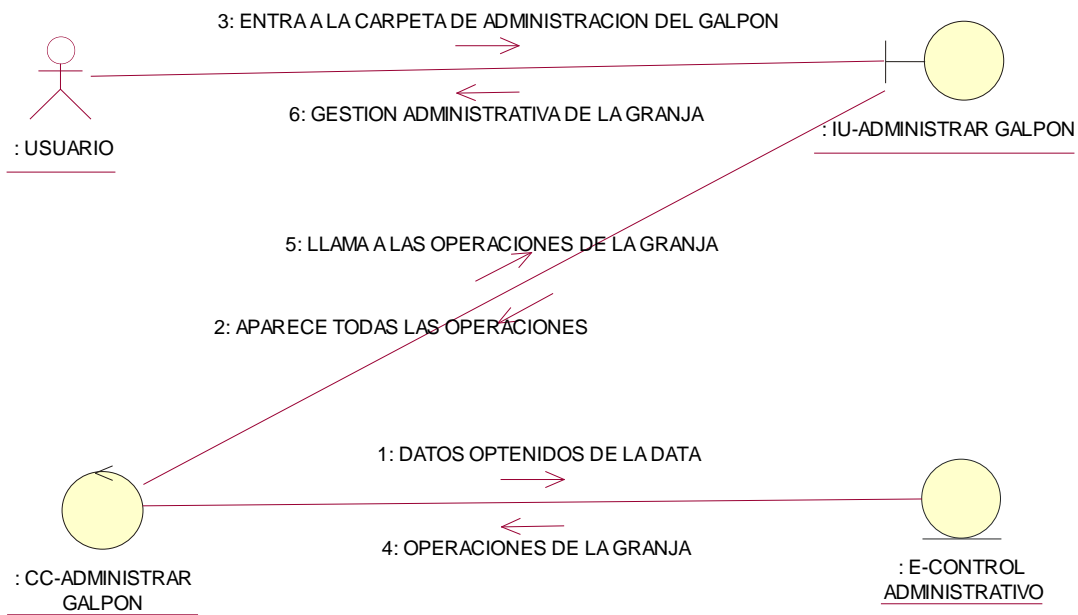 3: ENTRA A LA CARPETA DE ADMINISTRACION DEL GALPON
6: GESTION ADMINISTRATIVA DE LA GRANJA
: USUARIO
: IU-ADMINISTRAR GALPON
5: LLAMA A LAS OPERACIONES DE LA GRANJA
2: APARECE TODAS LAS OPERACIONES
1: DATOS OPTENIDOS DE LA DATA
4: OPERACIONES DE LA GRANJA
: CC-ADMINISTRAR
GALPON
: E-CONTROL
ADMINISTRATIVO